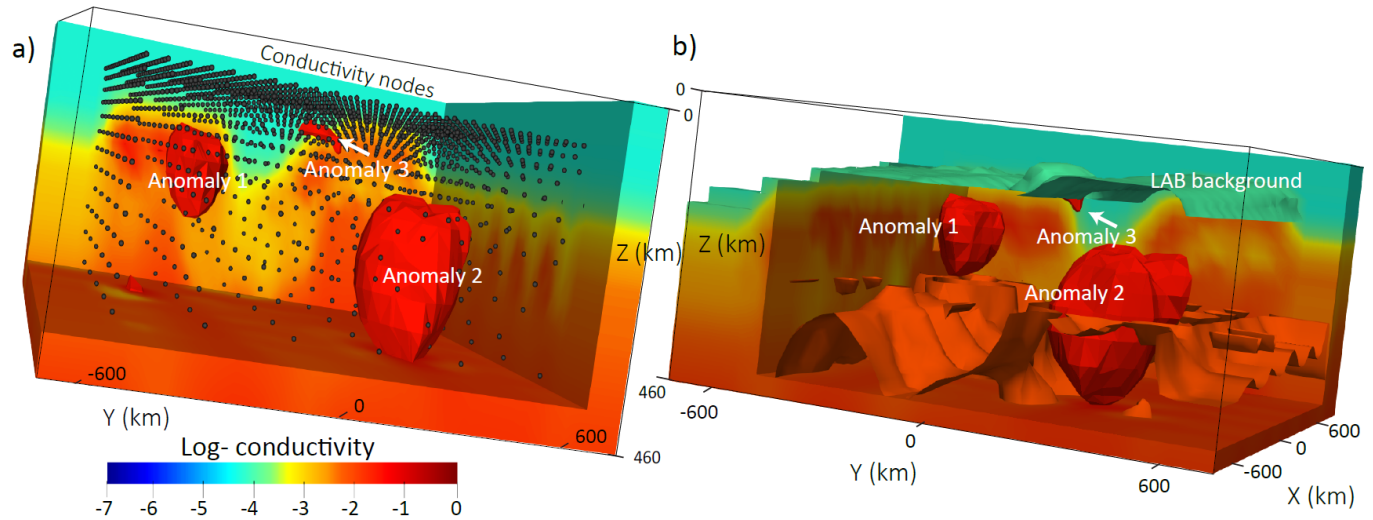 a)
Conductivity nodes
0
Anomaly 1
Anomaly 3
Anomaly 2
Z (km)
-600
0
600
460
Y (km)
Log- conductivity
-7 -6 -5 -4 -3 -2 -1 0
b)
0
LAB background
Anomaly 1
Anomaly 3
Z (km)
Anomaly 2
460
-600
0
600
Y (km)
-600
0
600
X (km)